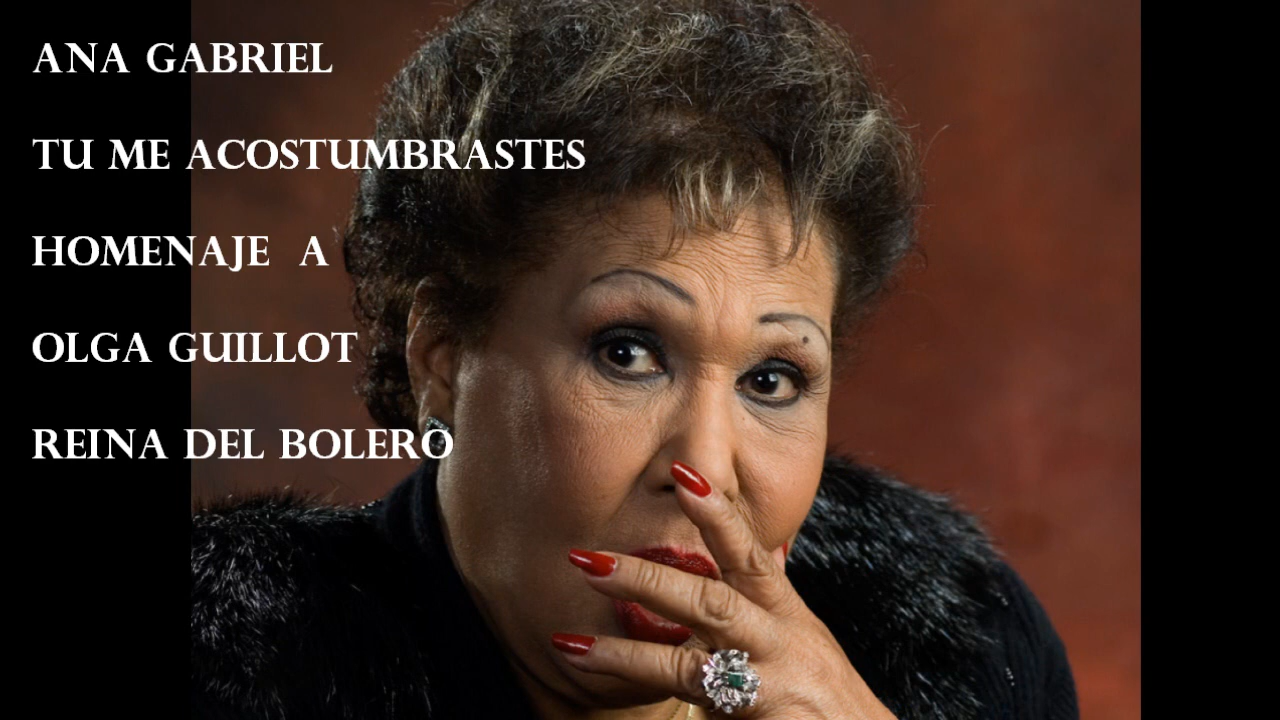 ANA GABRIEL
TU ME ACOSTUMBRASTES
HOMENAJE A
OLGA GUILLOT
REINA DEL BOLERO